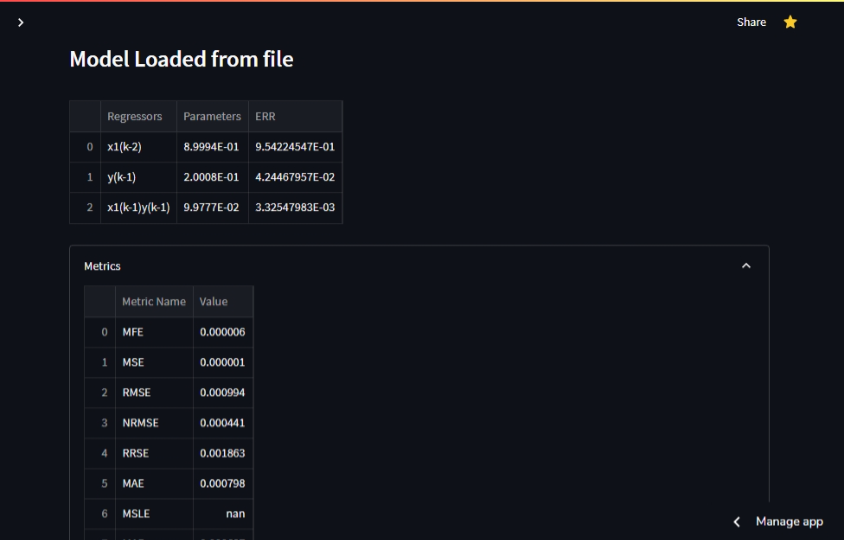 Share
Model Loaded from file
Regressors Parameters ERR
0 x1(k-2) 8.9994E-01 9.54224547E-01
1 y(k-1) 2.0008E-01 4.24467957E-02
2 x1(k-1)y(k-1) 9.9777E-02 3.32547983E-03
Metrics
Metric Name Value
0 MFE 0.000006
1 MSE 0.000001
2 RMSE 0.000994
3 NRMSE 0.000441
4 RRSE 0.001863
5 MAE 0.000798
6 MSLE nan
Manage app